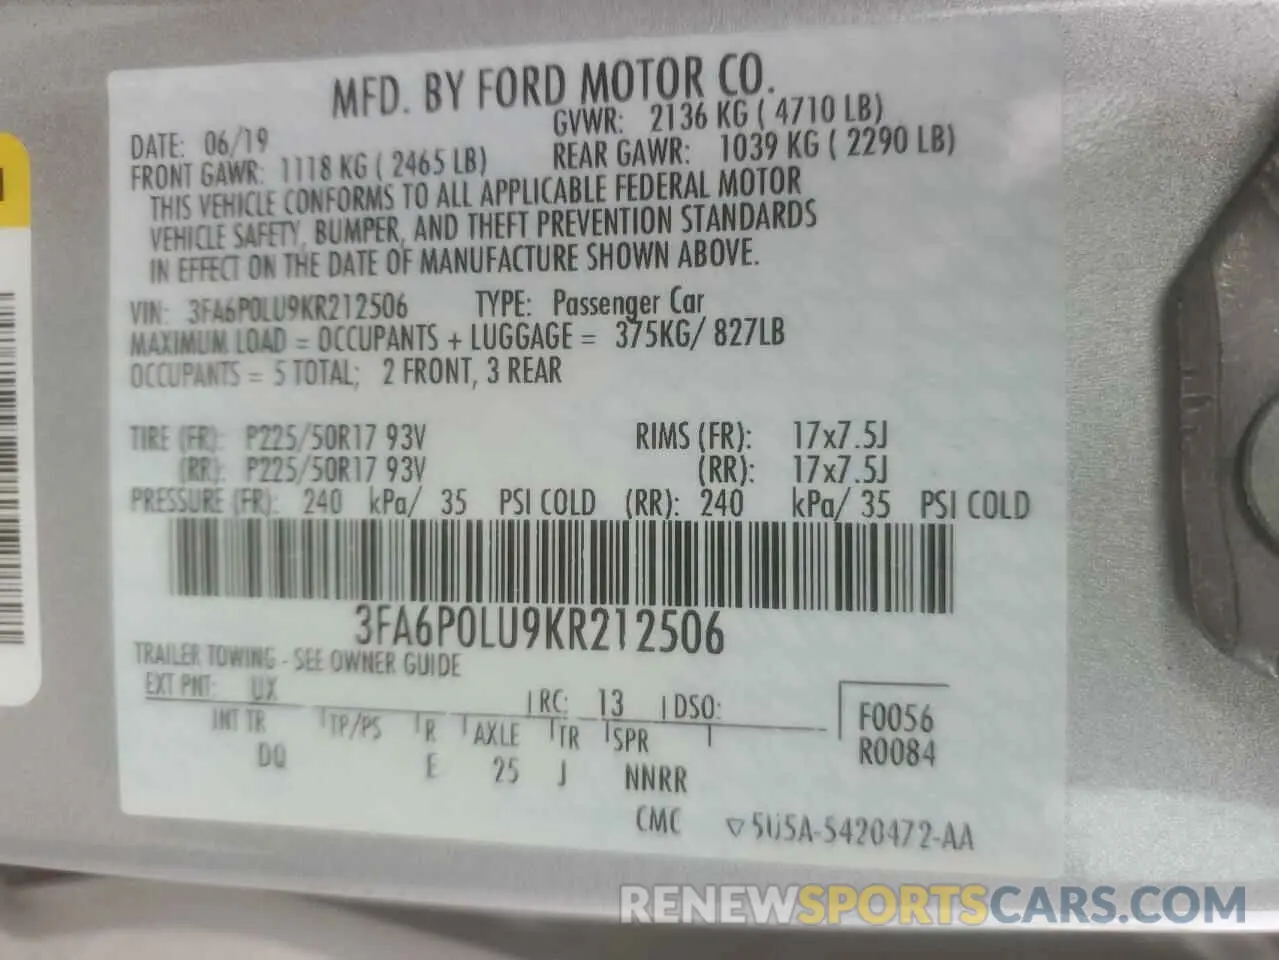 MFD. BY FORD MOTOR CO.
DATE: 06/19 GVWR: 2136 KG ( 4710 LB)
FRONT GAWR: 1118 KG ( 2465 LB) REAR GAWR: 1039 KG ( 2290 LB)
THIS VEHICLE CONFORMS TO ALL APPLICABLE FEDERAL MOTOR
VEHICLE SAFETY, BUMPER, AND THEFT PREVENTION STANDARDS
IN EFFECT ON THE DATE OF MANUFACTURE SHOWN ABOVE.
VIN: 3FA6P0LU9KR212506 TYPE: Passenger Car
MAXIMUM LOAD = OCCUPANTS + LUGGAGE = 375KG/ 827LB
OCCUPANTS = 5 TOTAL; 2 FRONT, 3 REAR
TIRE (FR): P225/50R17 93V RIMS (FR): 17x7.5J
(RR): P225/50R17 93V (RR): 17x7.5J
PRESSURE (FR): 240 kPa/ 35 PSI COLD (RR): 240 kPa/ 35 PSI COLD
3FA6P0LU9KR212506
TRAILER TOWING - SEE OWNER GUIDE
EXT PNT: UX RC: 13 DSO:
INT TR TP/PS R AXLE TR SPR F0056
DQ E 25 J NNRR R0084
CMC ▽5U5A-5420472-AA
RENEWSPORTSCARS.COM